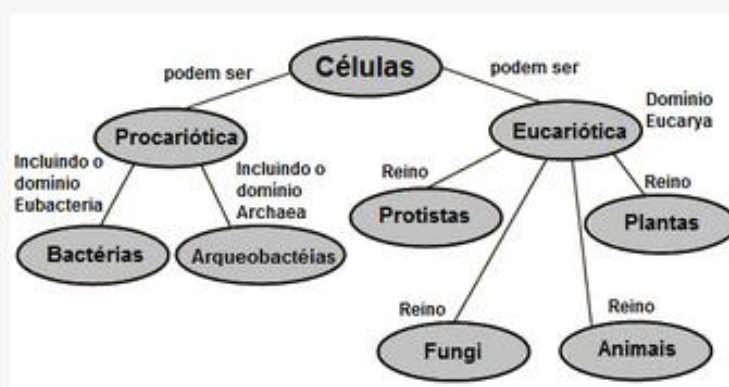 Células
podem ser
podem ser
Procariótica
Eucariótica
Domínio
Eucarya
Incluindo o
domínio
Eubacteria
Incluindo o
domínio
Archaea
Reino
Reino
Bactérias
Arqueobactéias
Protistas
Plantas
Reino
Reino
Fungi
Animais